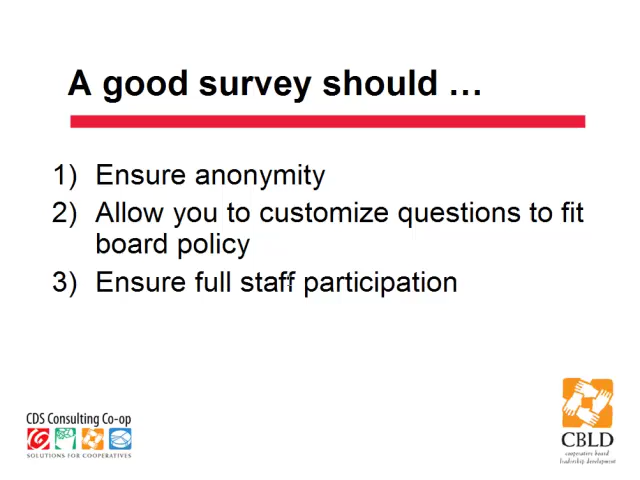 A good survey should …
1) Ensure anonymity
2) Allow you to customize questions to fit
board policy
3) Ensure full staff participation
CDS Consulting Co-op
SOLUTIONS FOR COOPERATIVES
CBLD
cooperative board
leadership development